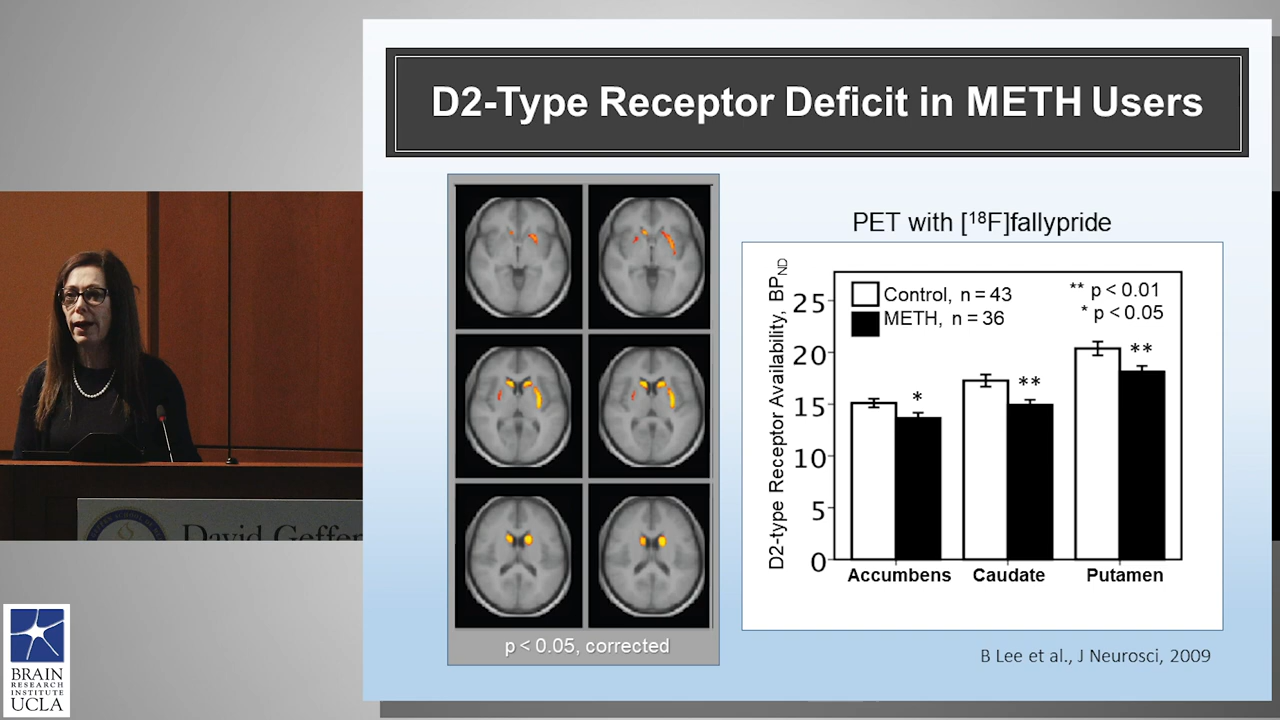 D2-Type Receptor Deficit in METH Users
PET with [¹⁸F]fallypride
D2-type Receptor Availability, BPND
25
20
15
10
5
0
Control, n = 43
METH, n = 36
** p < 0.01
* p < 0.05
*
**
**
Accumbens
Caudate
Putamen
p < 0.05, corrected
B Lee et al., J Neurosci, 2009
David Geffen
BRAIN
RESEARCH
INSTITUTE
UCLA